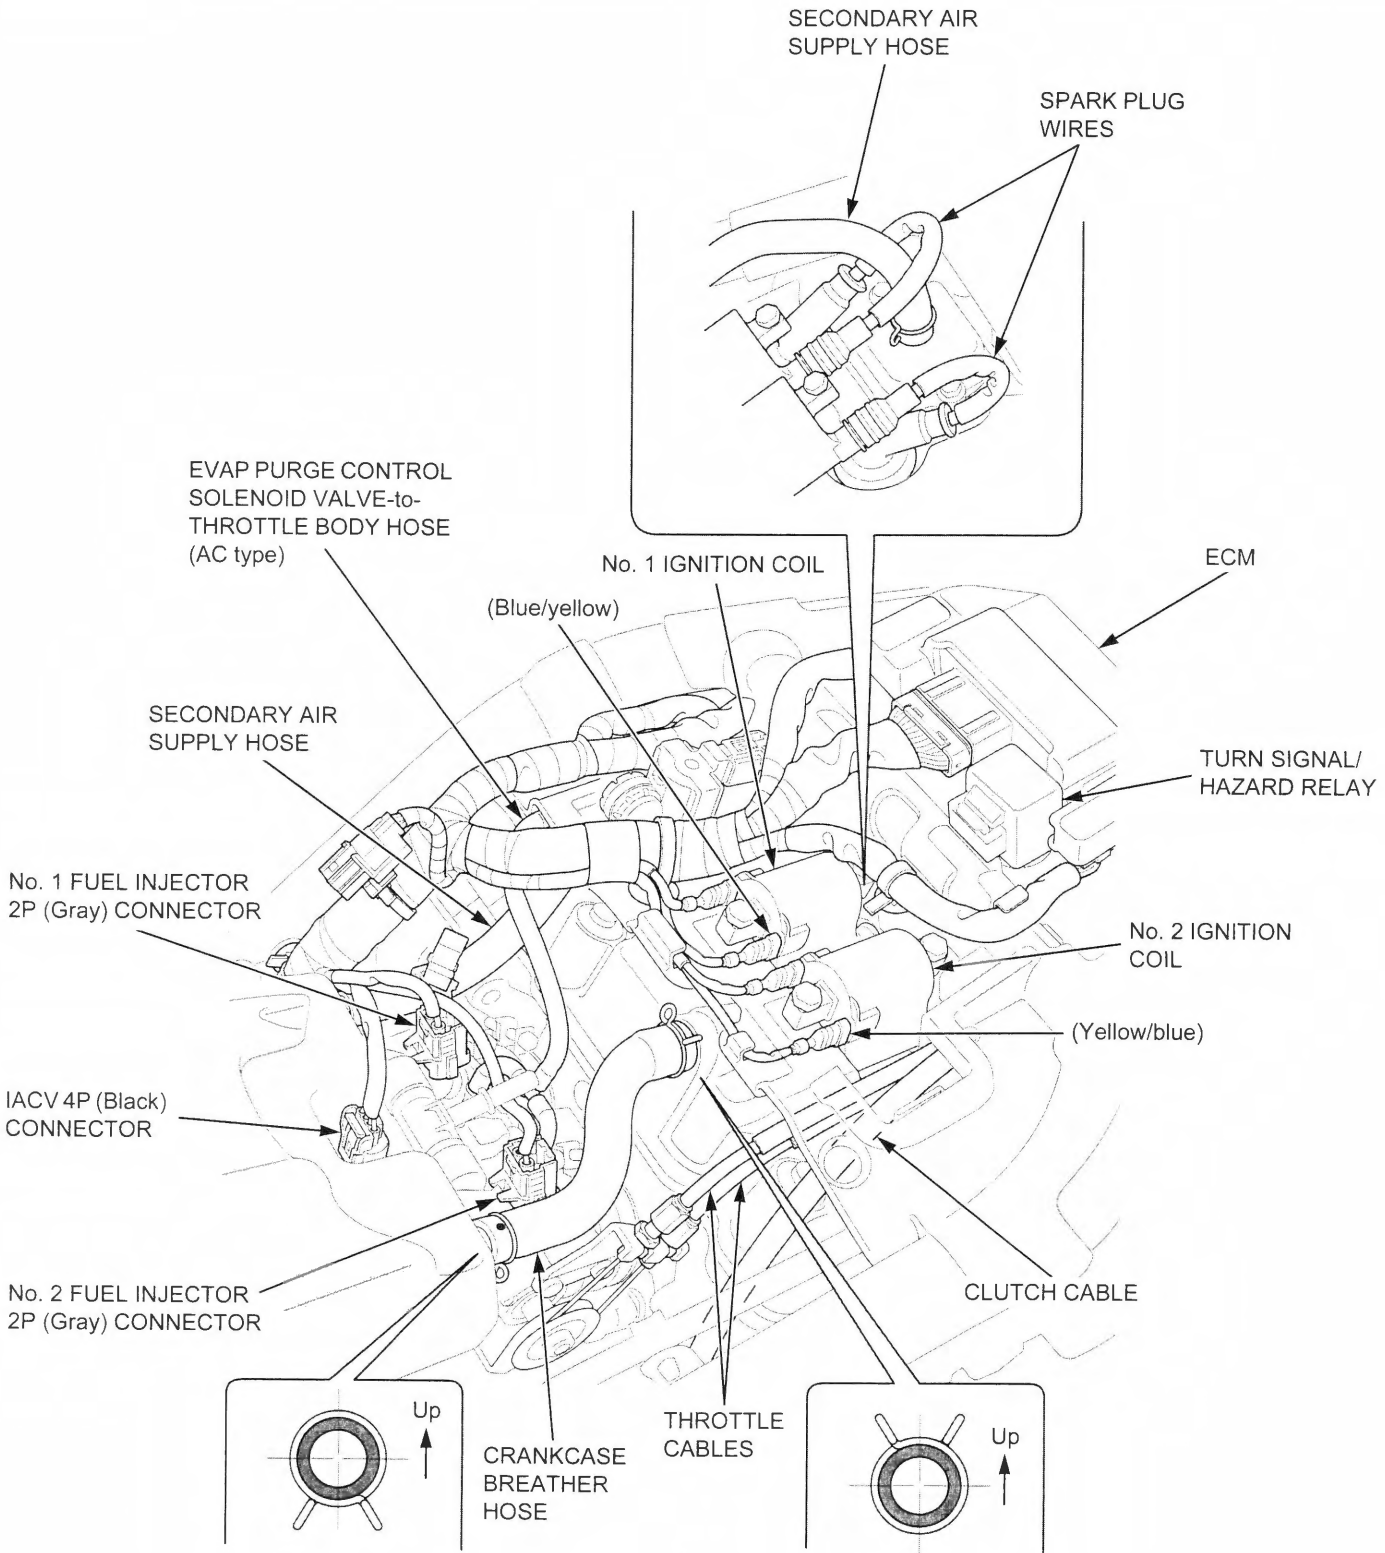 SECONDARY AIR
SUPPLY HOSE
SPARK PLUG
WIRES
EVAP PURGE CONTROL
SOLENOID VALVE-to-
THROTTLE BODY HOSE
(AC type)
No. 1 IGNITION COIL
ECM
(Blue/yellow)
SECONDARY AIR
SUPPLY HOSE
TURN SIGNAL/
HAZARD RELAY
No. 1 FUEL INJECTOR
2P (Gray) CONNECTOR
No. 2 IGNITION
COIL
(Yellow/blue)
IACV 4P (Black)
CONNECTOR
No. 2 FUEL INJECTOR
2P (Gray) CONNECTOR
CLUTCH CABLE
Up
THROTTLE
CABLES
CRANKCASE
BREATHER
HOSE
Up